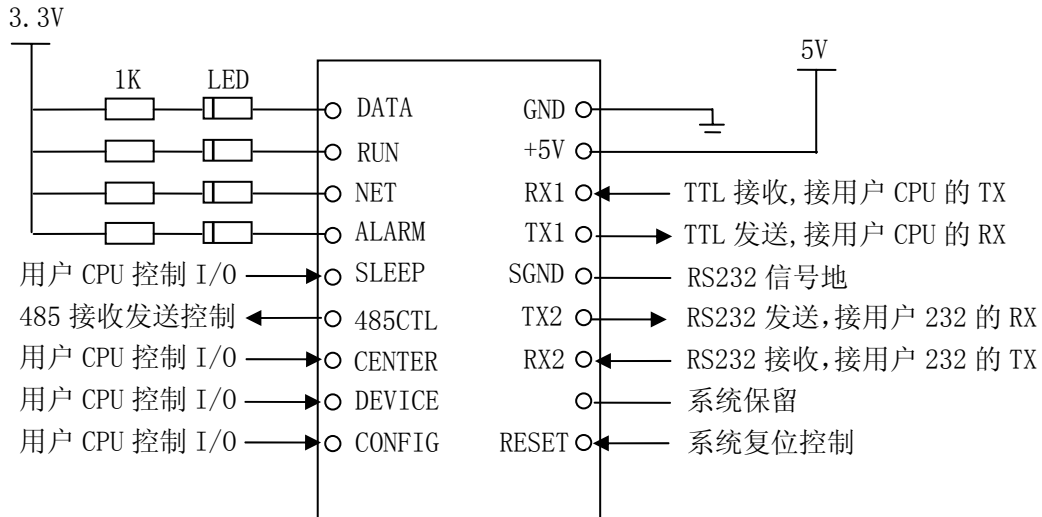 3.3V
5V
1K LED
DATA GND
RUN +5V
NET RX1 TTL 接收,接用户 CPU 的 TX
ALARM TX1 TTL 发送,接用户 CPU 的 RX
用户 CPU 控制 I/O SLEEP SGND RS232 信号地
485 接收发送控制 485CTL TX2 RS232 发送,接用户 232 的 RX
用户 CPU 控制 I/O CENTER RX2 RS232 接收,接用户 232 的 TX
用户 CPU 控制 I/O DEVICE 系统保留
用户 CPU 控制 I/O CONFIG RESET 系统复位控制